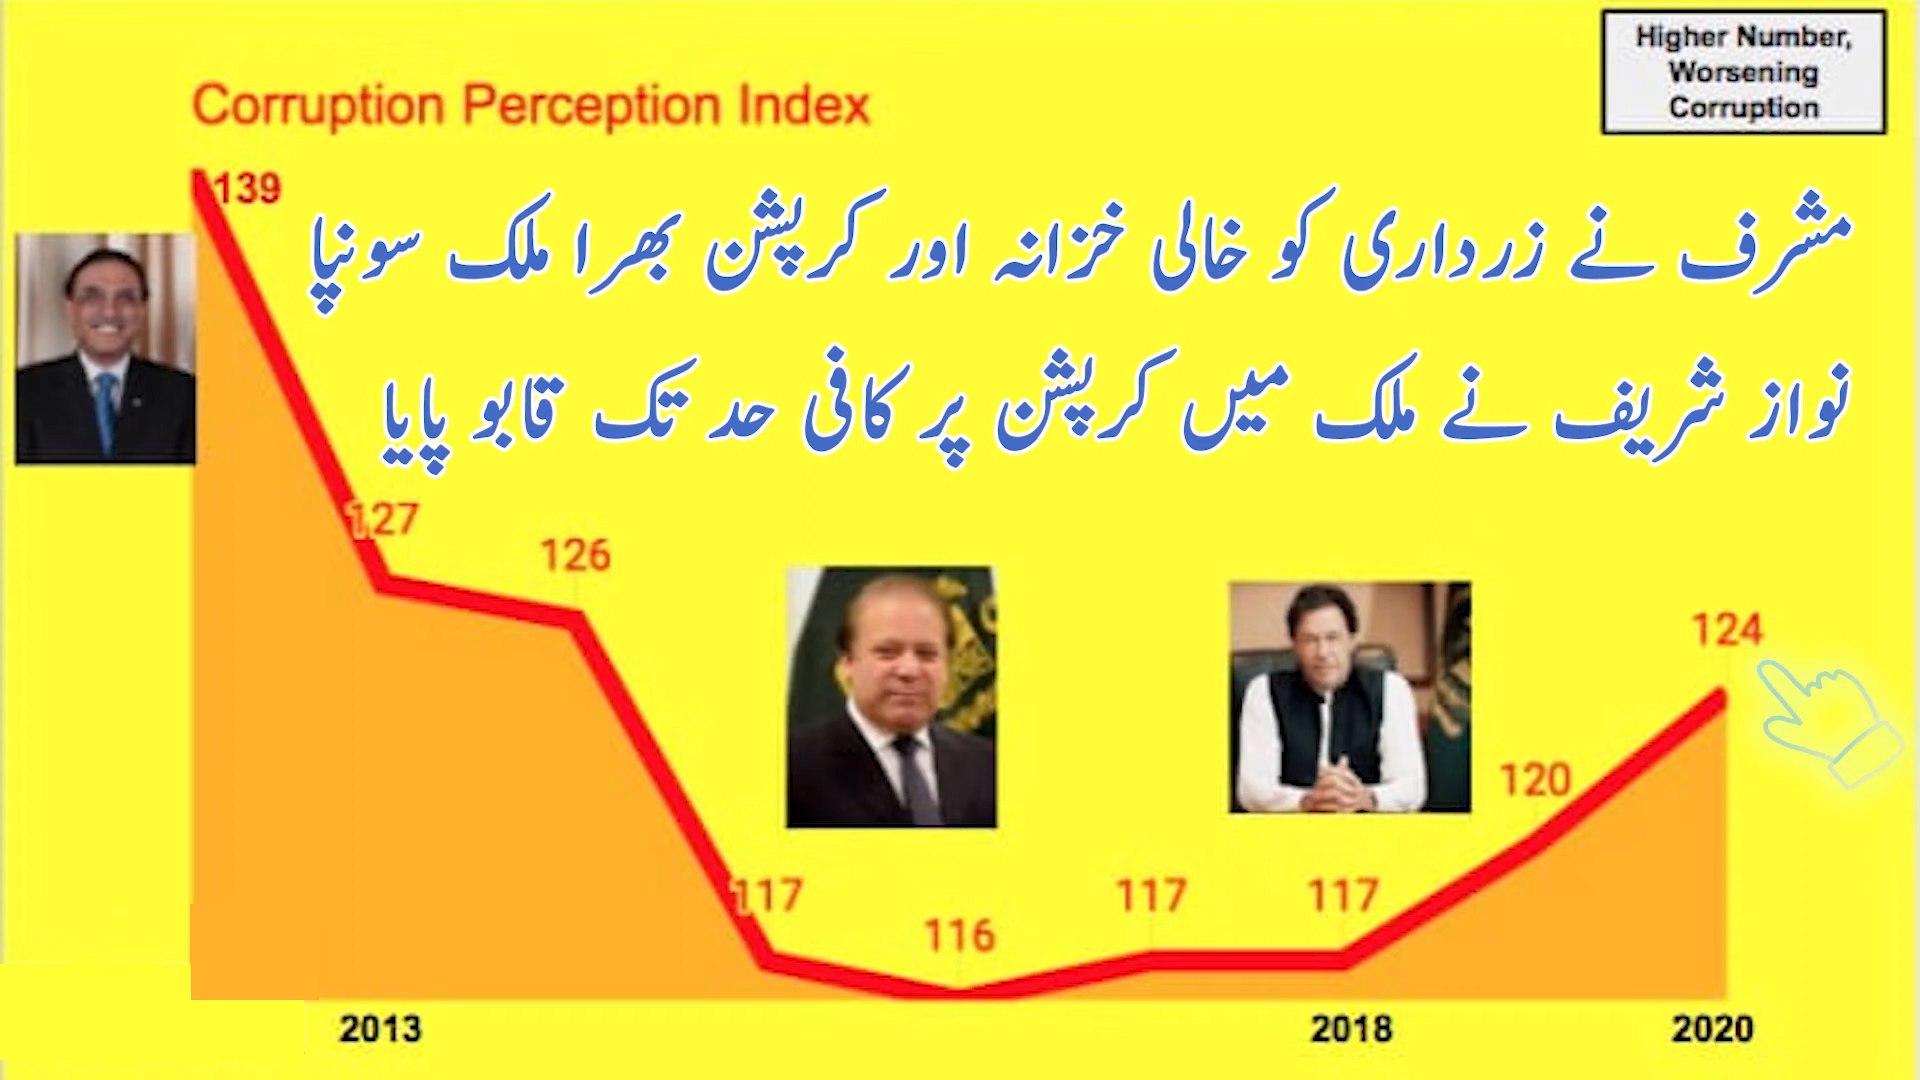 Higher Number,
Worsening
Corruption
Corruption Perception Index
139
مشرف نے زرداری کو خالی خزانہ اور کرپشن بھرا ملک سونپا
نواز شریف نے ملک میں کرپشن پر کافی حد تک قابو پایا
127
126
117
116
117
117
120
124
2013
2018
2020